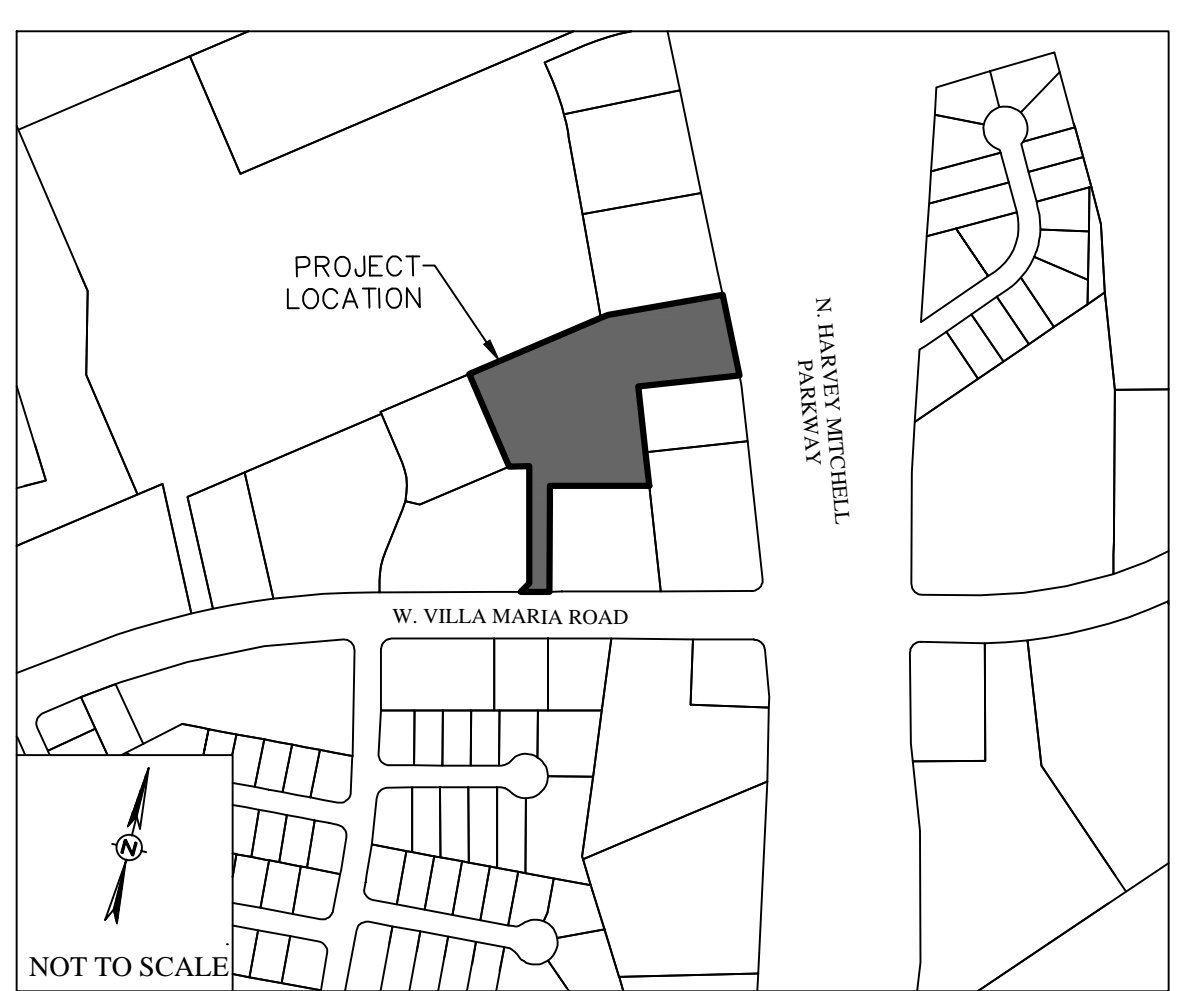 PROJECT
LOCATION
N. HARVEY MITCHELL
PARKWAY
W. VILLA MARIA ROAD
N
NOT TO SCALE